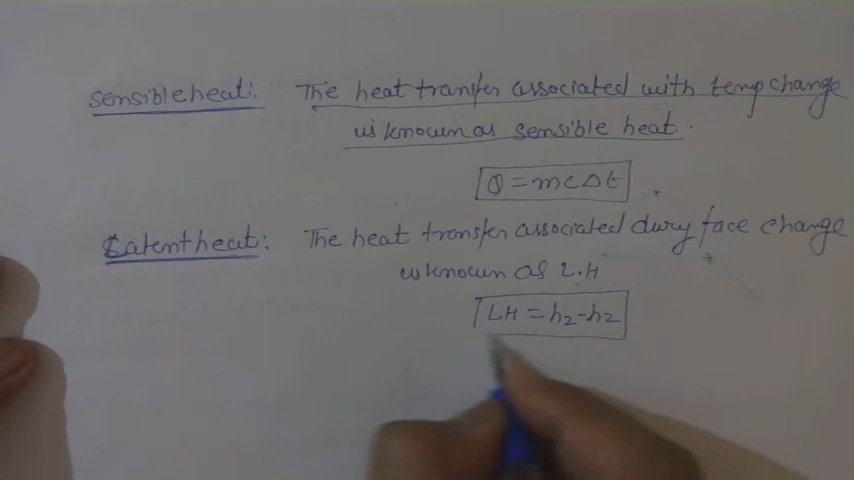 Sensible heat: The heat transfer associated with temp change
is known as sensible heat.
Q = mcΔt
Latent heat: The heat transfer associated dury face change
is known as L.H
LH = h2-h2